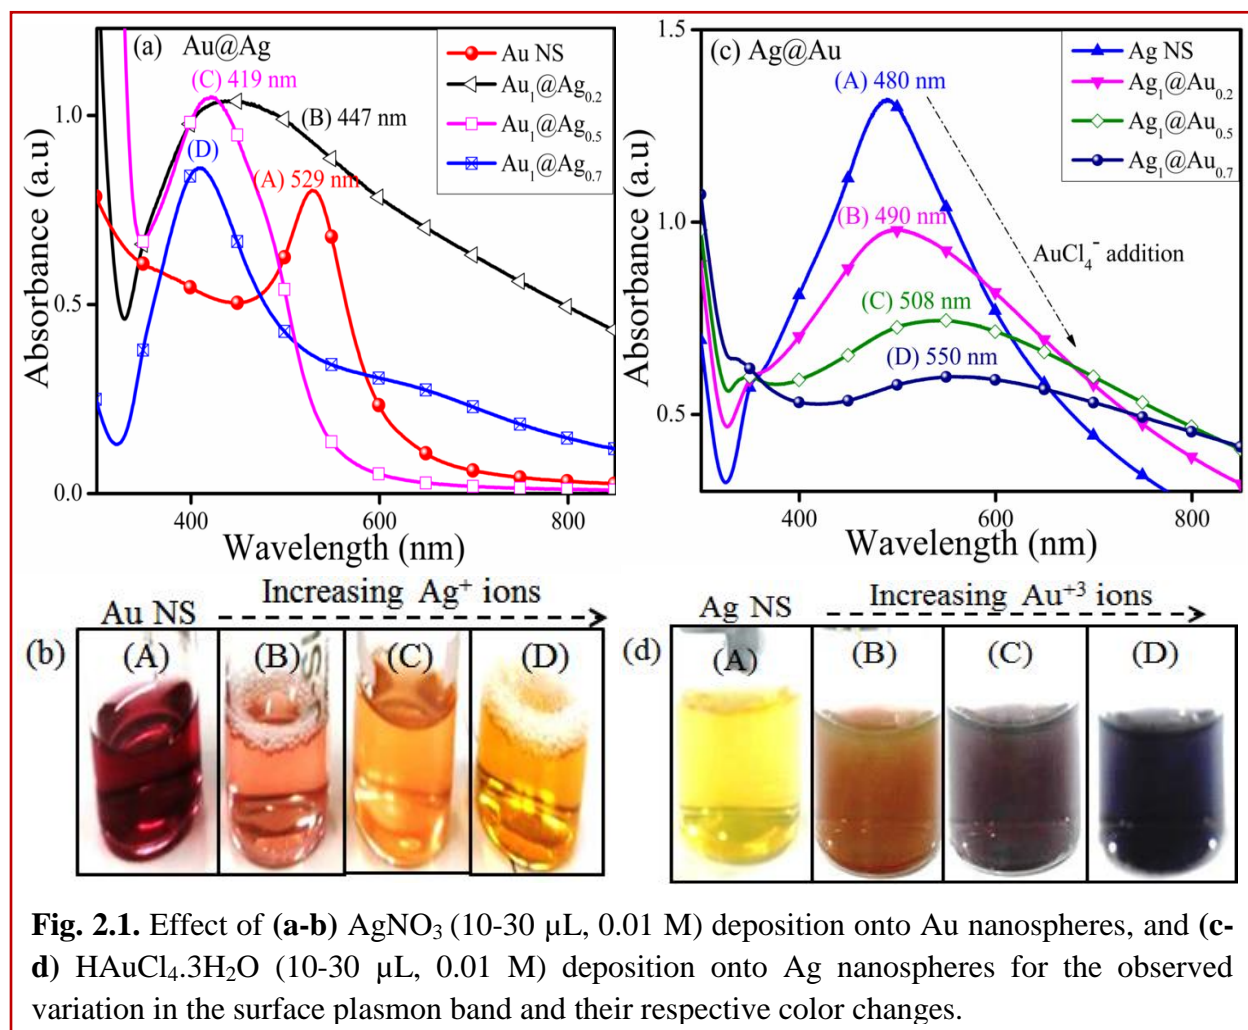 (a) Au@Ag
Au NS
Au₁@Ag₀.₂
Au₁@Ag₀.₅
Au₁@Ag₀.₇
(C) 419 nm
(B) 447 nm
(D)
(A) 529 nm
1.0
0.5
0.0
Absorbance (a.u)
400 600 800
Wavelength (nm)
(c) Ag@Au
Ag NS
Ag₁@Au₀.₂
Ag₁@Au₀.₅
Ag₁@Au₀.₇
(A) 480 nm
(B) 490 nm
AuCl₄⁻ addition
(C) 508 nm
(D) 550 nm
1.5
1.0
0.5
Absorbance (a.u)
400 600 800
Wavelength (nm)
Increasing Ag⁺ ions
Au NS
(b) (A) (B) (C) (D)
Increasing Au⁺³ ions
Ag NS
(d) (A) (B) (C) (D)
Fig. 2.1. Effect of (a-b) AgNO₃ (10-30 μL, 0.01 M) deposition onto Au nanospheres, and (c-
d) HAuCl₄.3H₂O (10-30 μL, 0.01 M) deposition onto Ag nanospheres for the observed
variation in the surface plasmon band and their respective color changes.